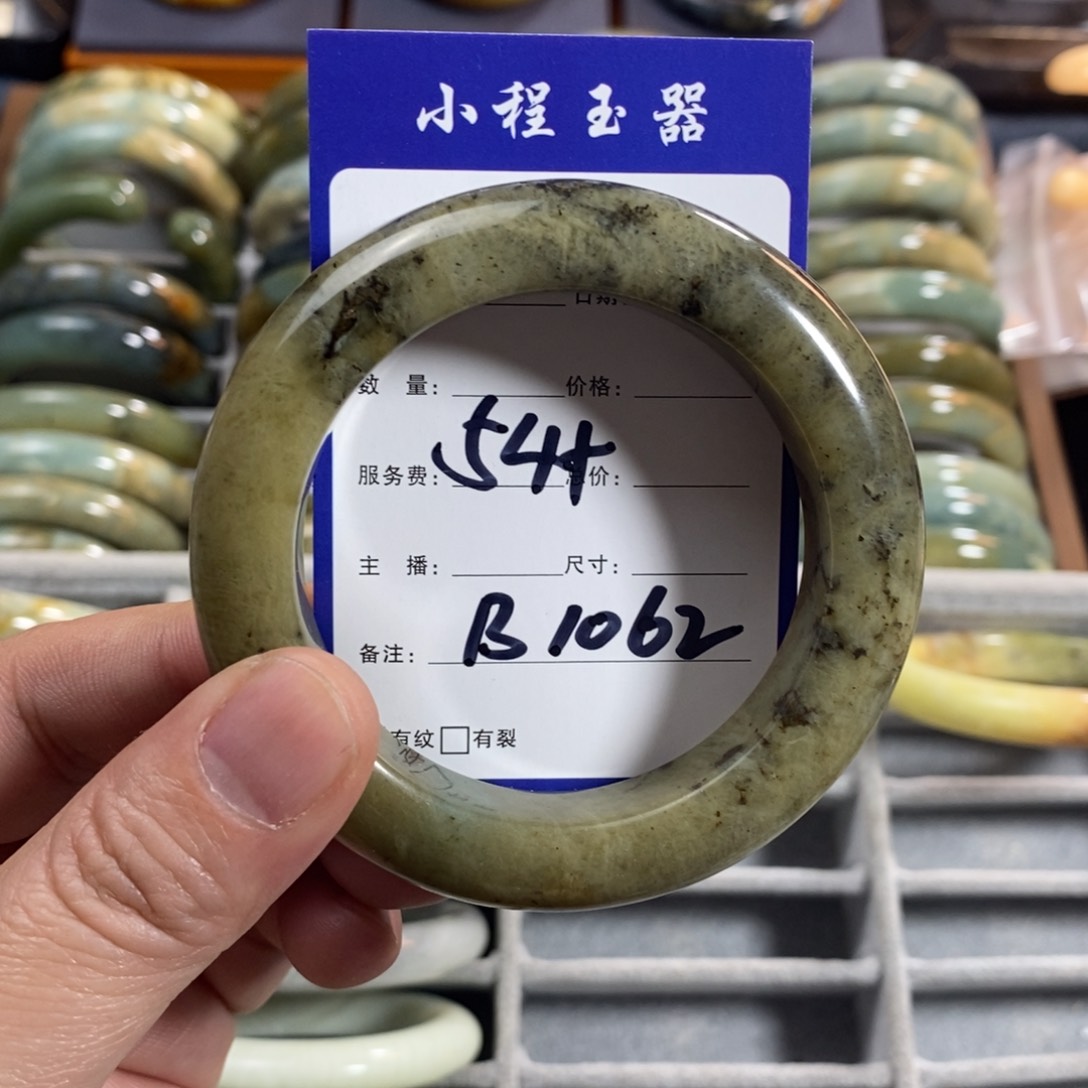 小程玉器
日期
数量：价格：
54+
服务费：总价：
主播：尺寸：
B1062
备注：
有纹□有裂